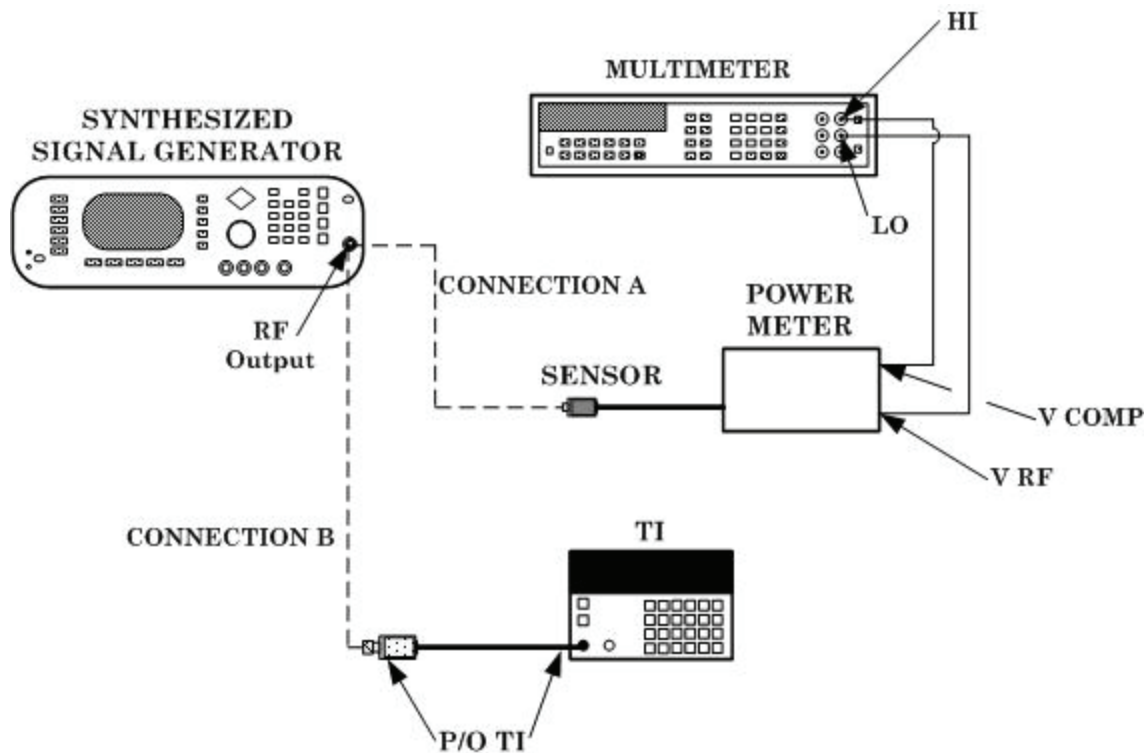 HI
MULTIMETER
SYNTHESIZED
SIGNAL GENERATOR
LO
CONNECTION A
POWER
METER
RF
Output
SENSOR
V COMP
V RF
CONNECTION B
TI
P/O TI